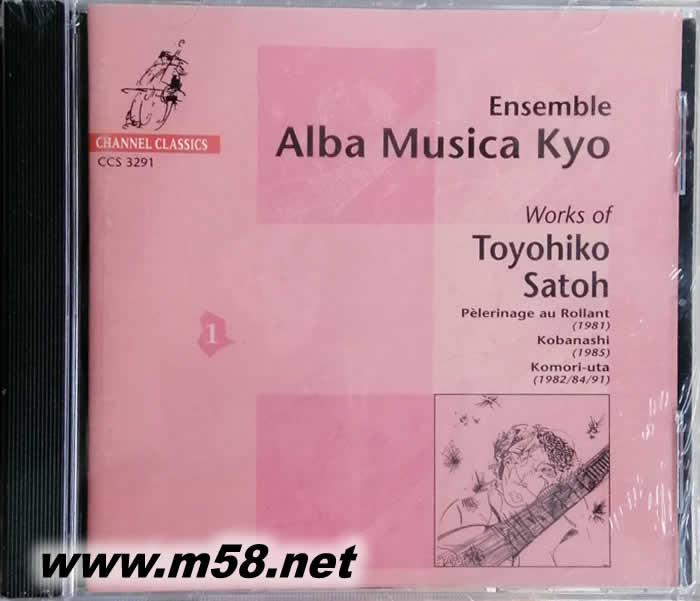 CHANNEL CLASSICS
CCS 3291
Ensemble
Alba Musica Kyo
Works of
Toyohiko
Satoh
Pèlerinage au Rollant
(1981)
Kobanashi
(1985)
Komori-uta
(1982/84/91)
1
www.m58.net